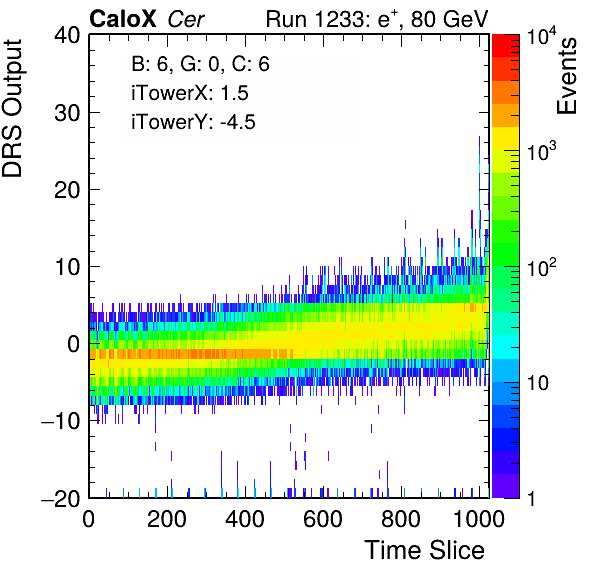 CaloX Cer
Run 1233: e+, 80 GeV
B: 6, G: 0, C: 6
iTowerX: 1.5
iTowerY: -4.5
DRS Output
40
30
20
10
0
−10
−20
0 200 400 600 800 1000
Time Slice
Events
10^4
10^3
10^2
10
1